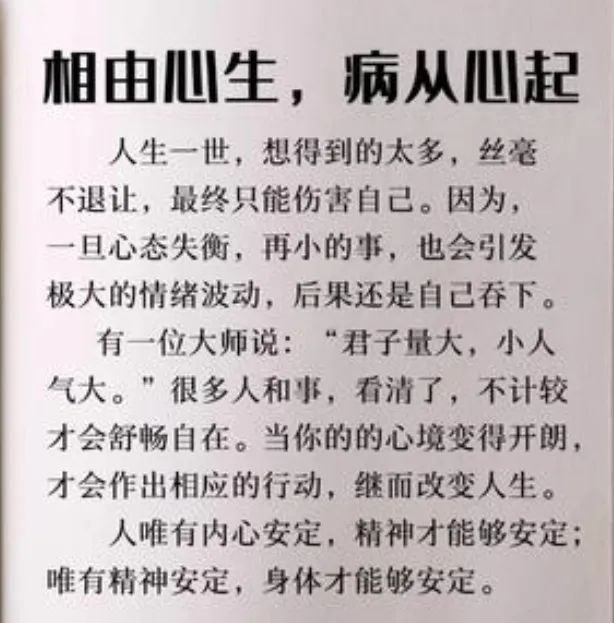 相由心生，病从心起
人生一世，想得到的太多，丝毫
不退让，最终只能伤害自己。因为，
一旦心态失衡，再小的事，也会引发
极大的情绪波动，后果还是自己吞下。
有一位大师说：“君子量大，小人
气大。”很多人和事，看清了，不计较
才会舒畅自在。当你的的心境变得开朗，
才会作出相应的行动，继而改变人生。
人唯有内心安定，精神才能够安定；
唯有精神安定，身体才能够安定。